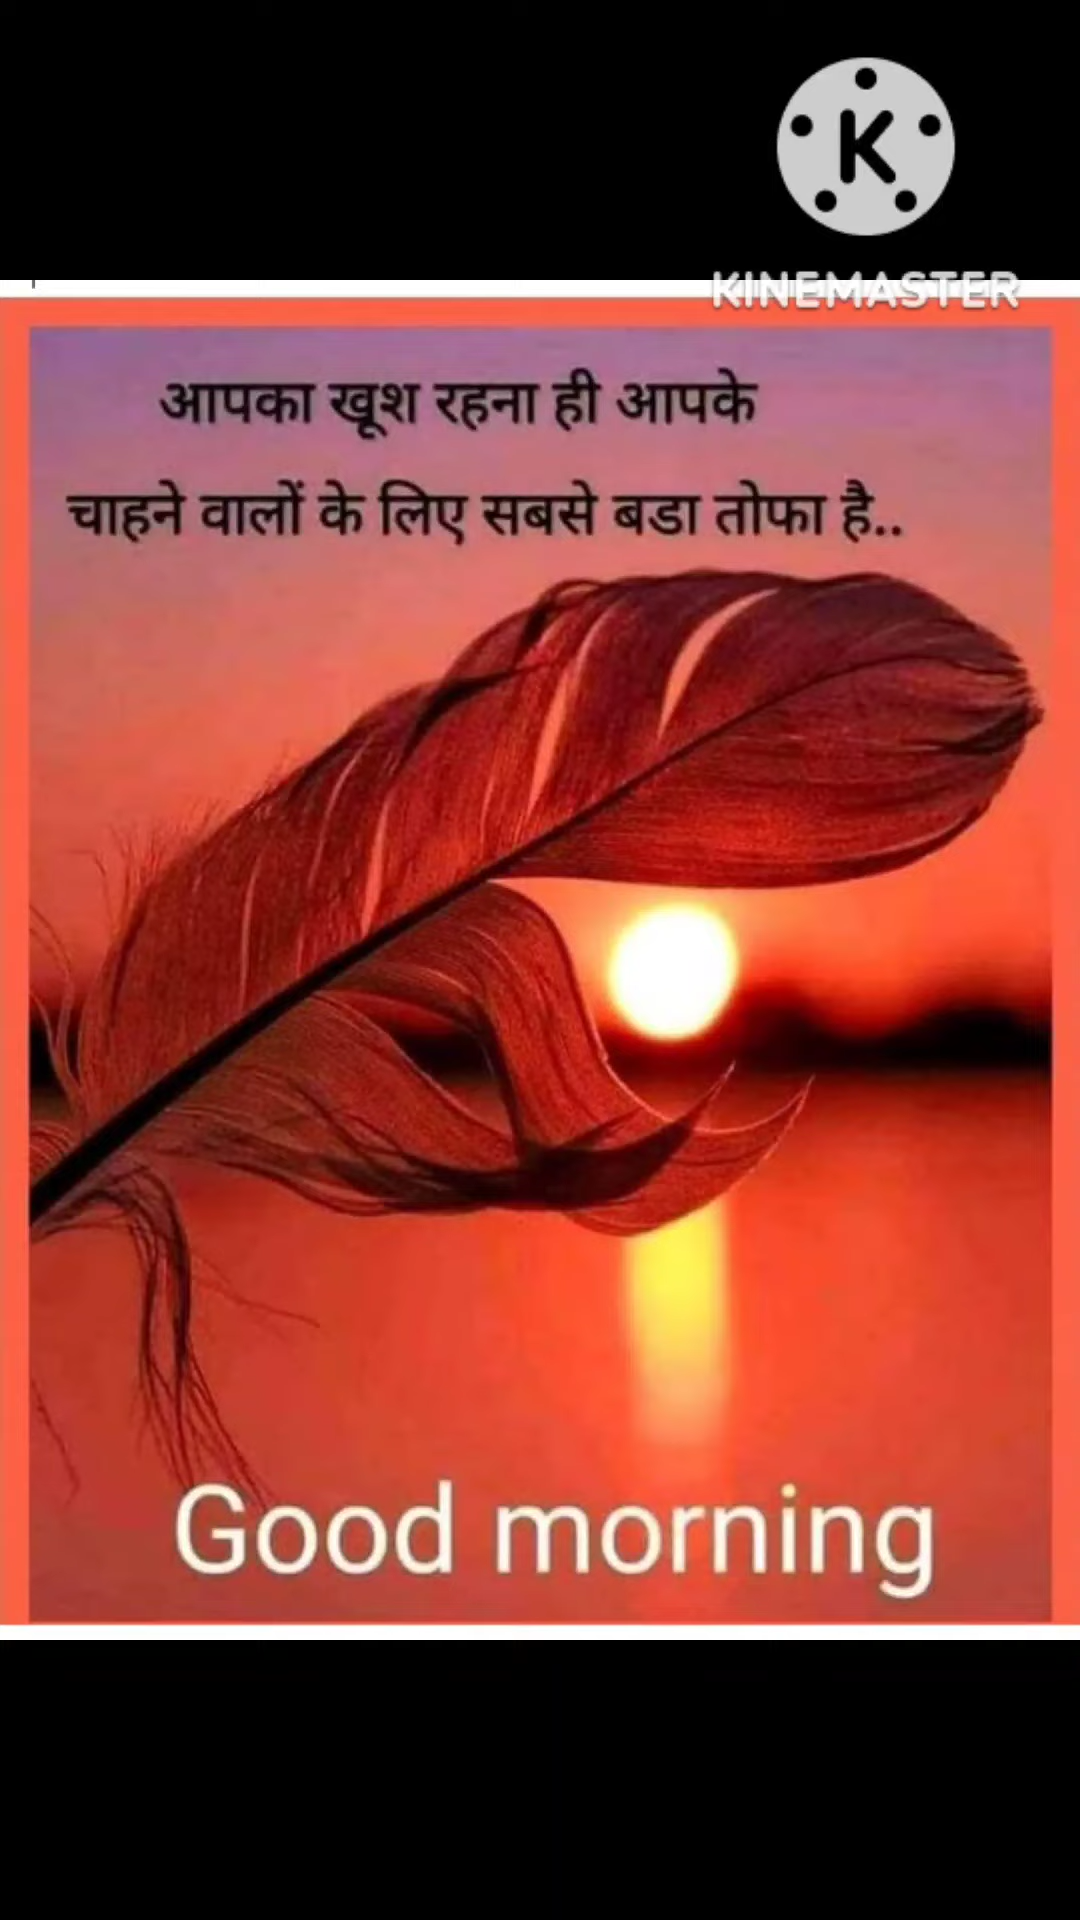 K
KINEMASTER
आपका खूश रहना ही आपके
चाहने वालों के लिए सबसे बडा तोफा है..
Good morning